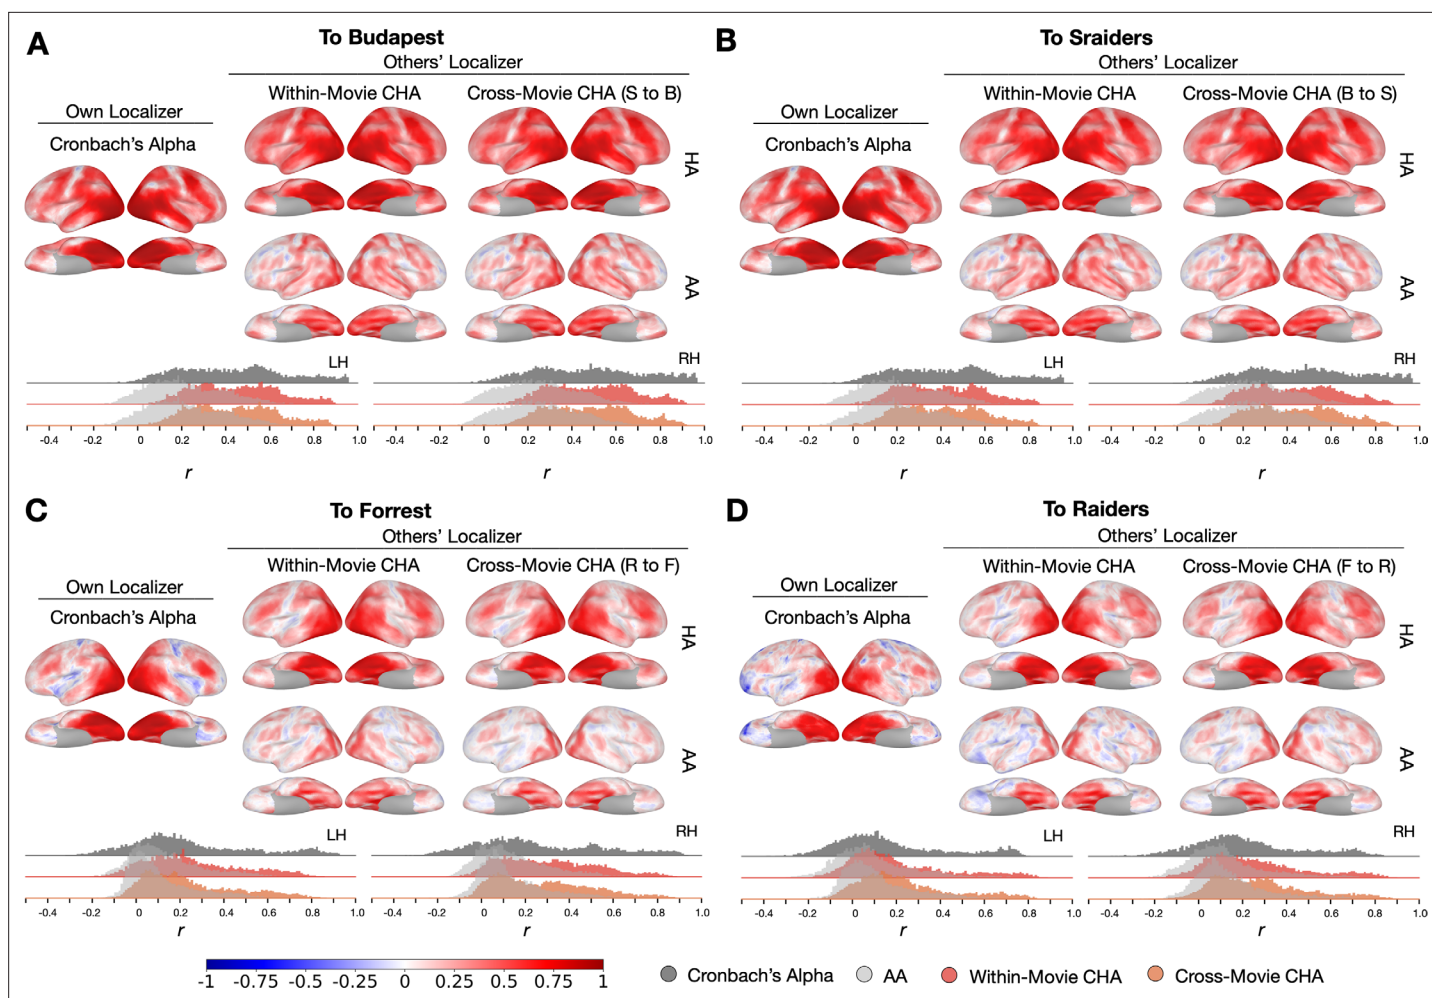 A
To Budapest
Others' Localizer
Own Localizer
Within-Movie CHA
Cross-Movie CHA (S to B)
Cronbach's Alpha
HA
AA
LH
RH
-0.4 -0.2 0 0.2 0.4 0.6 0.8 1.0
-0.4 -0.2 0 0.2 0.4 0.6 0.8 1.0
r
r
B
To Sraiders
Others' Localizer
Own Localizer
Within-Movie CHA
Cross-Movie CHA (B to S)
Cronbach's Alpha
HA
AA
LH
RH
-0.4 -0.2 0 0.2 0.4 0.6 0.8 1.0
-0.4 -0.2 0 0.2 0.4 0.6 0.8 1.0
r
r
C
To Forrest
Others' Localizer
Own Localizer
Within-Movie CHA
Cross-Movie CHA (R to F)
Cronbach's Alpha
HA
AA
LH
RH
-0.4 -0.2 0 0.2 0.4 0.6 0.8 1.0
-0.4 -0.2 0 0.2 0.4 0.6 0.8 1.0
r
r
D
To Raiders
Others' Localizer
Own Localizer
Within-Movie CHA
Cross-Movie CHA (F to R)
Cronbach's Alpha
HA
AA
LH
RH
-0.4 -0.2 0 0.2 0.4 0.6 0.8 1.0
-0.4 -0.2 0 0.2 0.4 0.6 0.8 1.0
r
r
-1 -0.75 -0.5 -0.25 0 0.25 0.5 0.75 1
Cronbach's Alpha
AA
Within-Movie CHA
Cross-Movie CHA